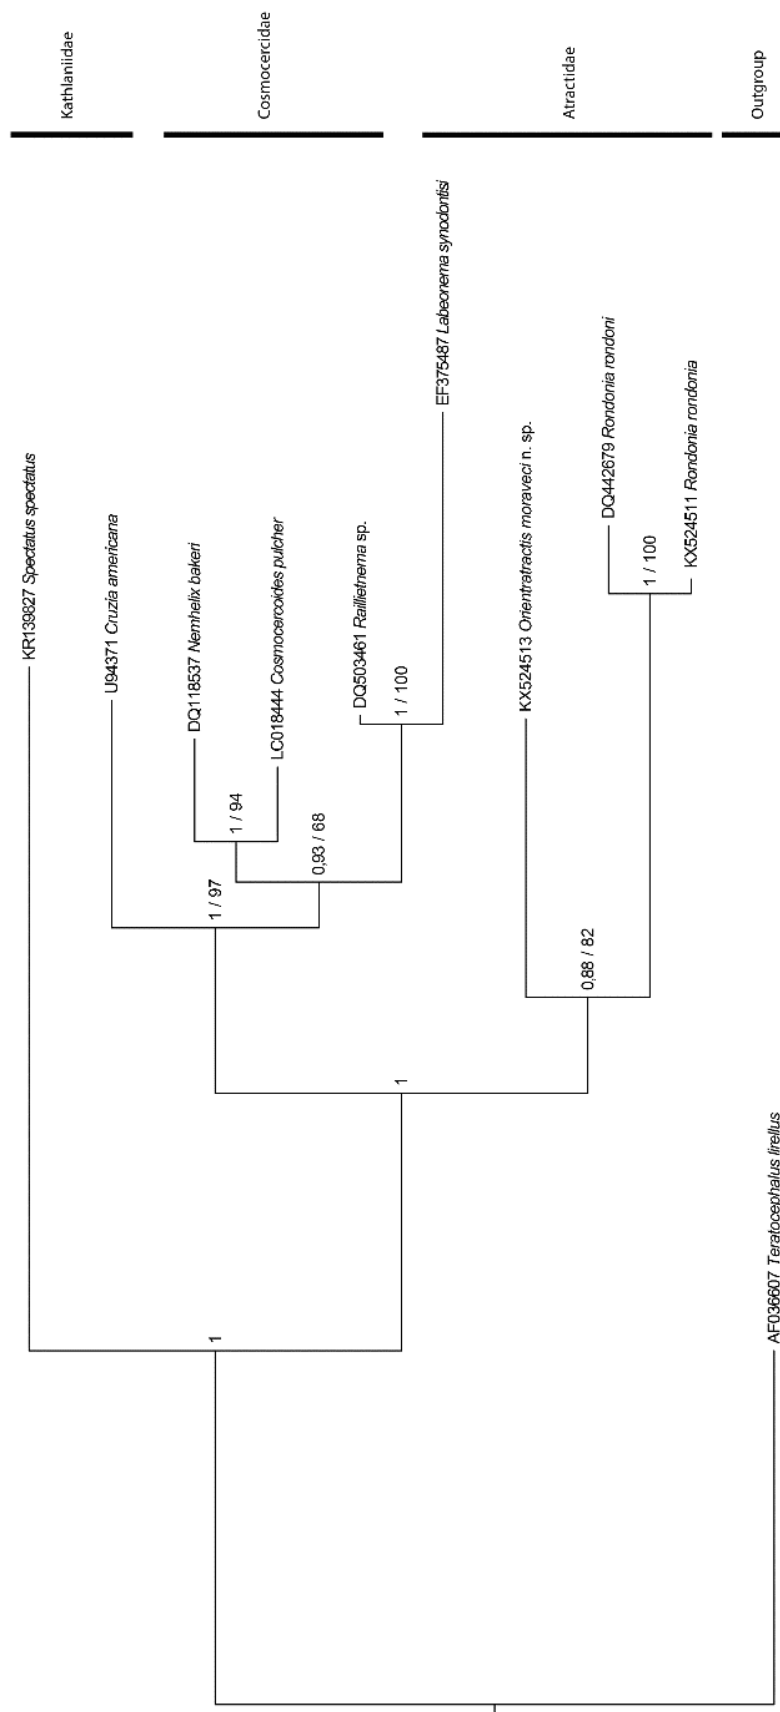 Kathlaniidae
Cosmocercidae
Atractidae
Outgroup
KR139827 Spectatus spectatus
U94371 Cruzia americana
DQ118537 Nemhelix bakeri
LC018444 Cosmocercoides pulcher
DQ503461 Raillietnema sp.
EF375487 Labeonema synodontisi
KX524513 Orientratractis moraveci n. sp.
DQ442679 Rondonia rondoni
KX524511 Rondonia rondonia
AF036607 Teratocephalus lirellus
1 / 94
1 / 97
0,93 / 68
1 / 100
1 / 100
0,88 / 82
1
1